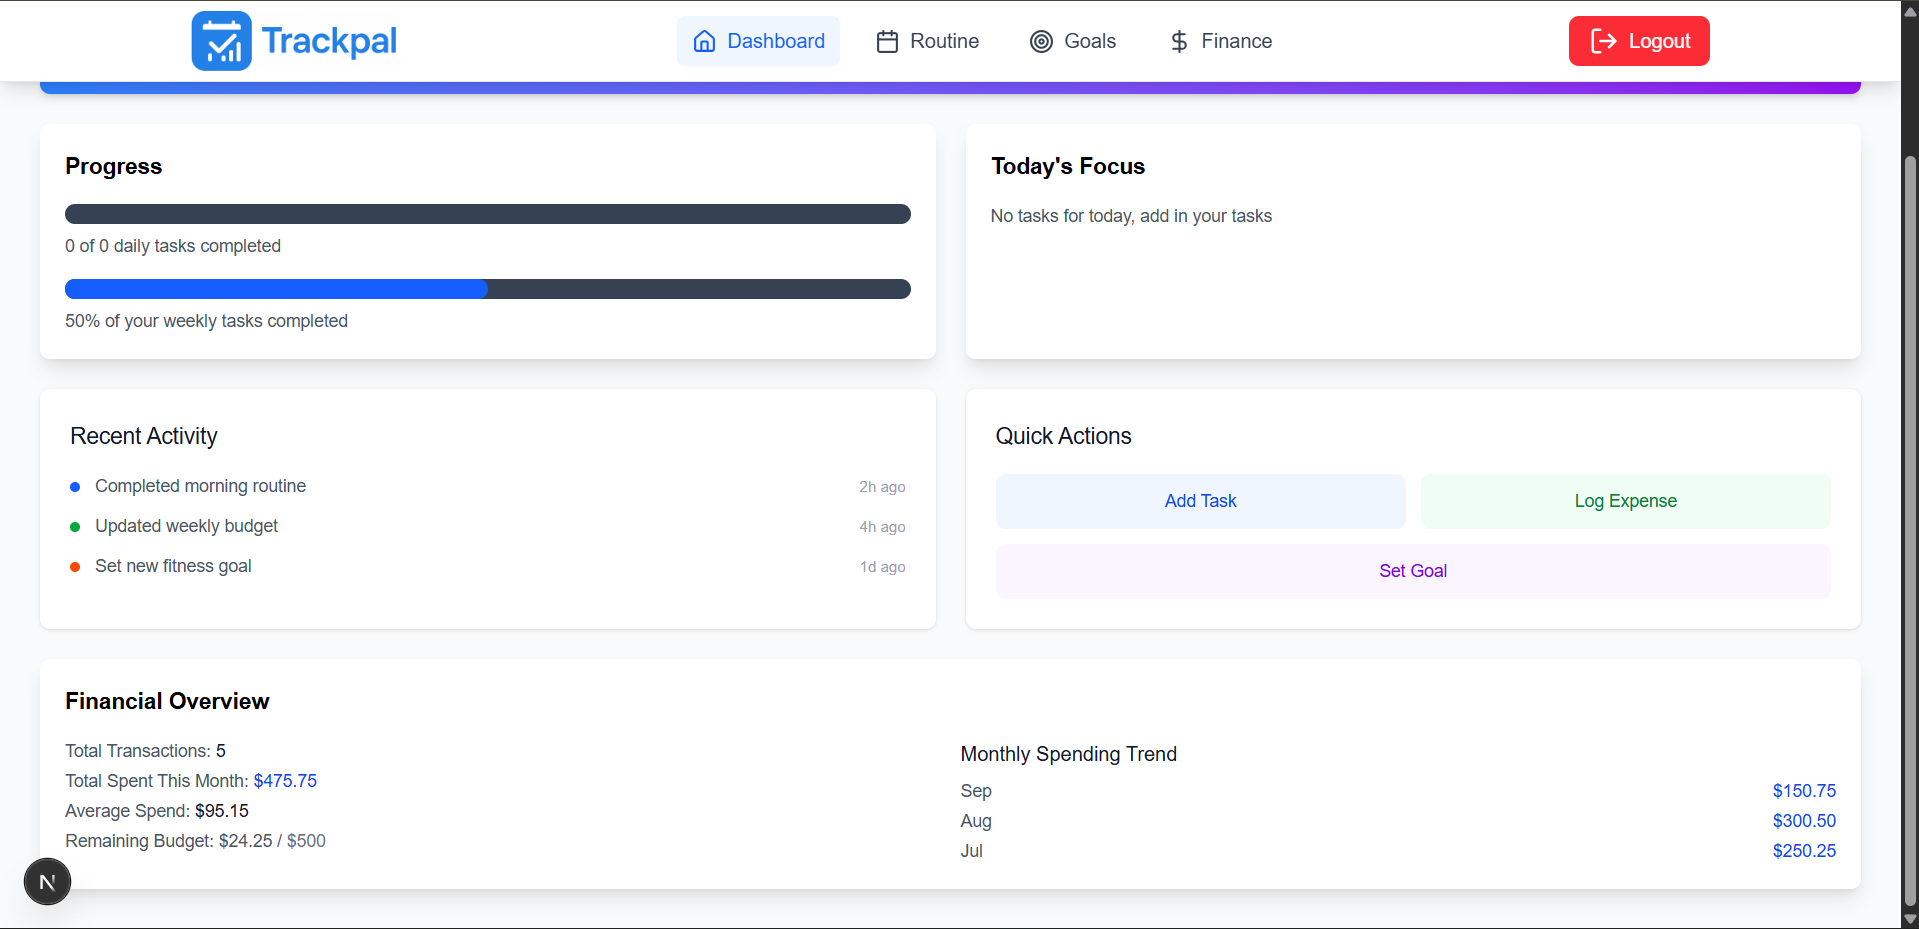 Trackpal
Dashboard
Routine
Goals
Finance
Logout
Progress
0 of 0 daily tasks completed
50% of your weekly tasks completed
Today's Focus
No tasks for today, add in your tasks
Recent Activity
Completed morning routine 2h ago
Updated weekly budget 4h ago
Set new fitness goal 1d ago
Quick Actions
Add Task
Log Expense
Set Goal
Financial Overview
Total Transactions: 5
Total Spent This Month: $475.75
Average Spend: $95.15
Remaining Budget: $24.25 / $500
Monthly Spending Trend
Sep $150.75
Aug $300.50
Jul $250.25
N